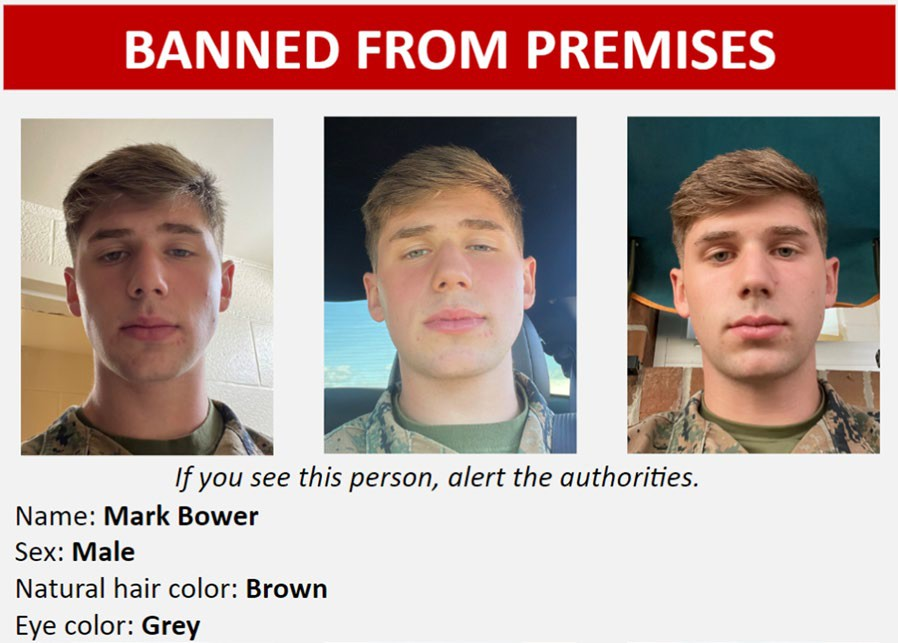 BANNED FROM PREMISES
If you see this person, alert the authorities.
Name: Mark Bower
Sex: Male
Natural hair color: Brown
Eye color: Grey